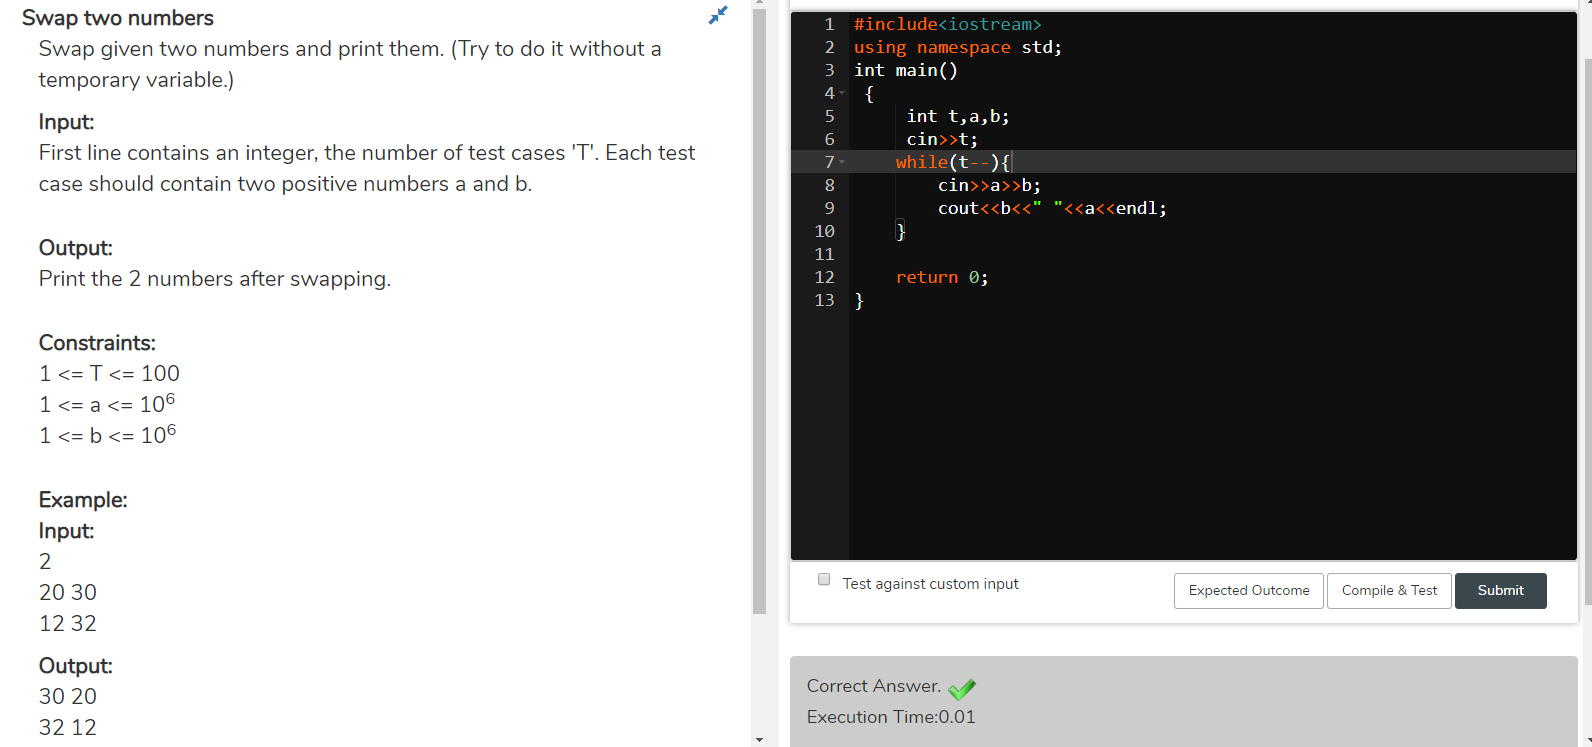 Swap two numbers
Swap given two numbers and print them. (Try to do it without a
temporary variable.)
Input:
First line contains an integer, the number of test cases 'T'. Each test
case should contain two positive numbers a and b.
Output:
Print the 2 numbers after swapping.
Constraints:
1 <= T <= 100
1 <= a <= 10⁶
1 <= b <= 10⁶
Example:
Input:
2
20 30
12 32
Output:
30 20
32 12
1 #include<iostream>
2 using namespace std;
3 int main()
4 {
5 int t,a,b;
6 cin>>t;
7 while(t--){
8 cin>>a>>b;
9 cout<<b<<" "<<a<<endl;
10 }
11
12 return 0;
13 }
Test against custom input
Expected Outcome
Compile & Test
Submit
Correct Answer.
Execution Time:0.01